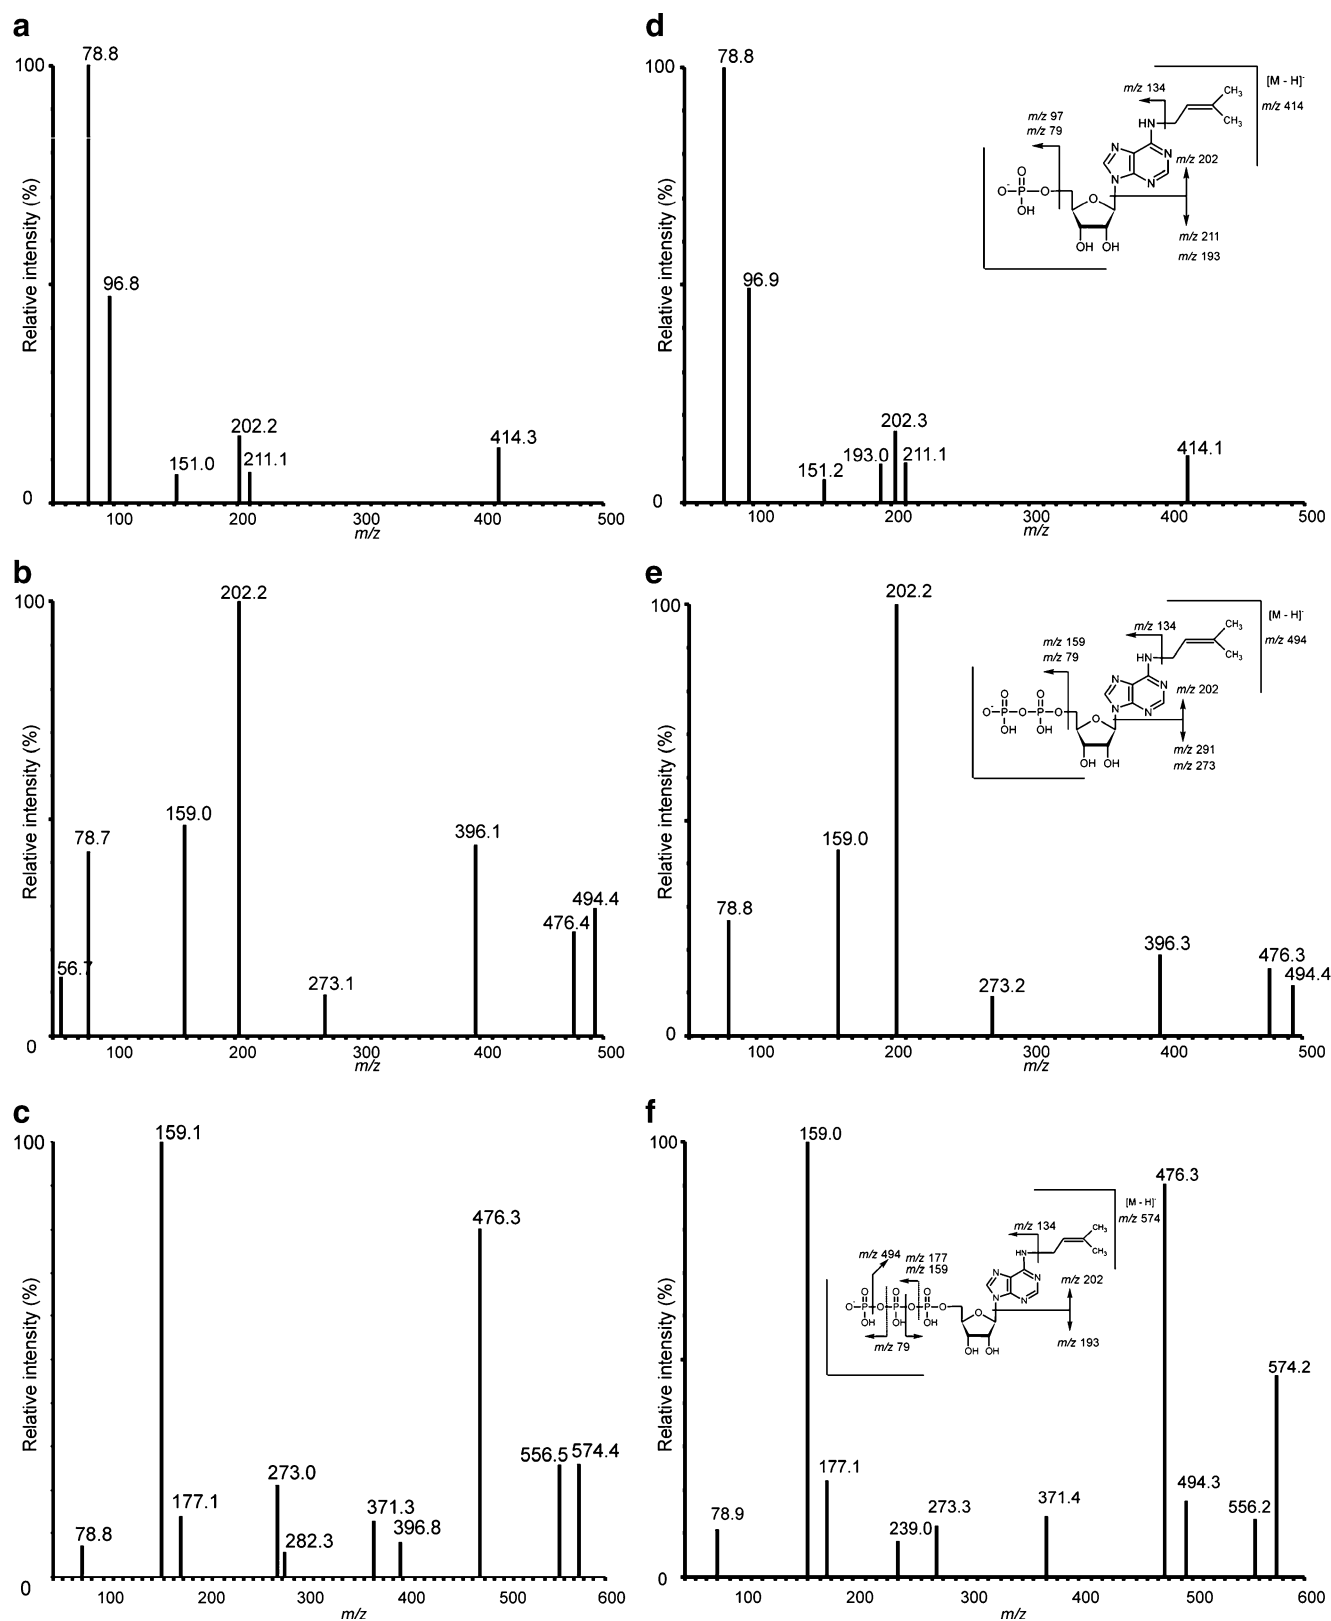 a
78.8
100
96.8
202.2
211.1
151.0
414.3
Relative intensity (%)
0
100
200
300
400
500
m/z
d
78.8
100
[M - H]-
m/z 414
m/z 134
CH3
CH3
HN
m/z 97
m/z 79
N
N
N
N
m/z 202
O
O-
P
O
OH
O
OH OH
m/z 211
m/z 193
96.9
202.3
193.0
211.1
151.2
414.1
Relative intensity (%)
0
100
200
300
400
500
m/z
b
202.2
100
159.0
78.7
396.1
494.4
476.4
56.7
273.1
Relative intensity (%)
0
100
200
300
400
500
m/z
e
202.2
100
[M - H]-
m/z 494
m/z 134
CH3
CH3
HN
m/z 159
m/z 79
N
N
N
N
m/z 202
O
O
O-
P
O
P
O
OH
OH
O
OH OH
m/z 291
m/z 273
159.0
78.8
396.3
476.3
494.4
273.2
Relative intensity (%)
0
100
200
300
400
500
m/z
c
159.1
100
476.3
273.0
556.5
574.4
177.1
371.3
396.8
78.8
282.3
Relative intensity (%)
0
100
200
300
400
500
600
m/z
f
159.0
100
476.3
[M - H]-
m/z 574
m/z 134
CH3
CH3
HN
m/z 494
m/z 177
m/z 159
N
N
N
N
m/z 202
O
O
O
O-
P
O
P
O
P
O
OH
OH
OH
O
m/z 79
OH OH
m/z 193
574.2
177.1
494.3
371.4
273.3
556.2
78.9
239.0
Relative intensity (%)
0
100
200
300
400
500
600
m/z